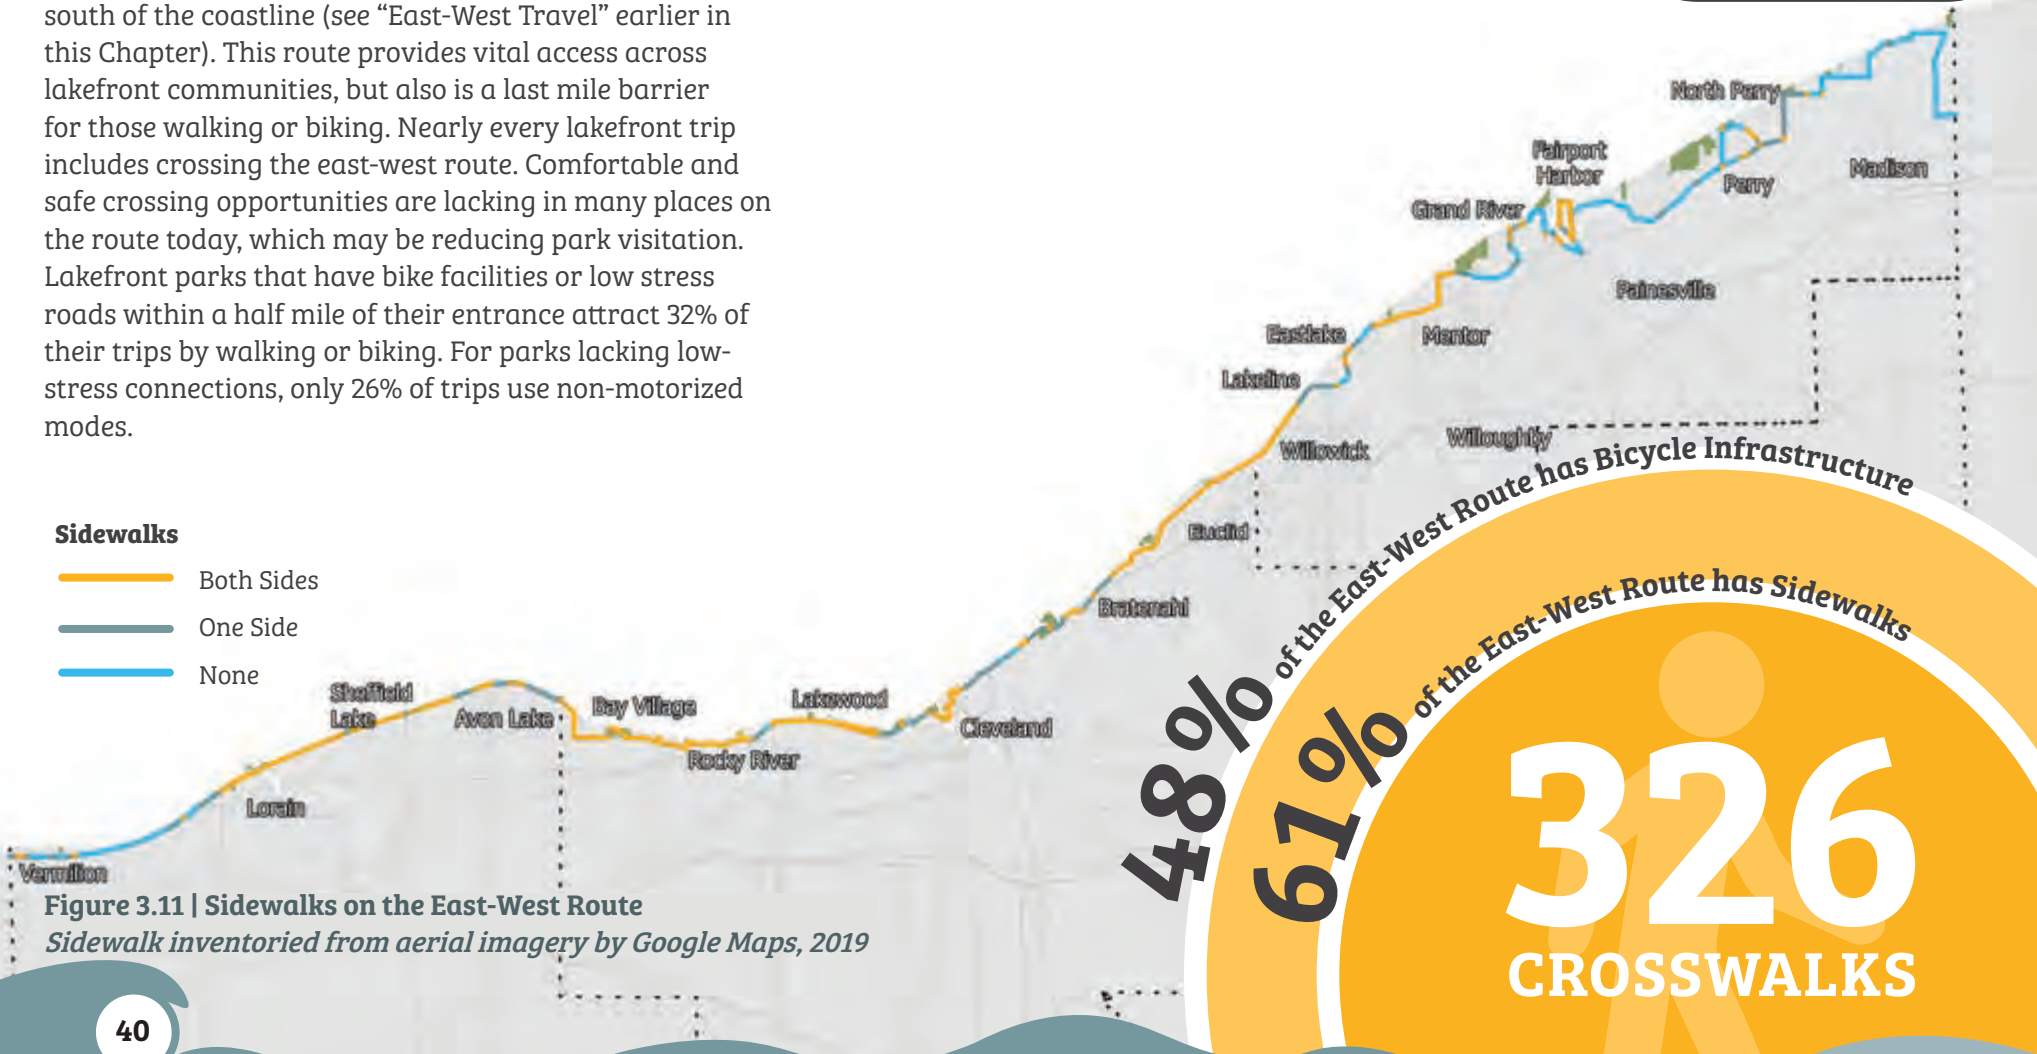 south of the coastline (see “East-West Travel” earlier in
this Chapter). This route provides vital access across
lakefront communities, but also is a last mile barrier
for those walking or biking. Nearly every lakefront trip
includes crossing the east-west route. Comfortable and
safe crossing opportunities are lacking in many places on
the route today, which may be reducing park visitation.
Lakefront parks that have bike facilities or low stress
roads within a half mile of their entrance attract 32% of
their trips by walking or biking. For parks lacking low-
stress connections, only 26% of trips use non-motorized
modes.
Sidewalks
Both Sides
One Side
None
North Perry
Fairport
Harbor
Madison
Perry
Grand River
Painesville
Eastlake
Mentor
Lakeline
Willowick
Willoughby
Euclid
Bratenahl
Sheffield
Lake
Avon Lake
Bay Village
Lakewood
Cleveland
Rocky River
Lorain
Vermilion
48% of the East-West Route has Bicycle Infrastructure
61% of the East-West Route has Sidewalks
326
CROSSWALKS
Figure 3.11 | Sidewalks on the East-West Route
Sidewalk inventoried from aerial imagery by Google Maps, 2019
40